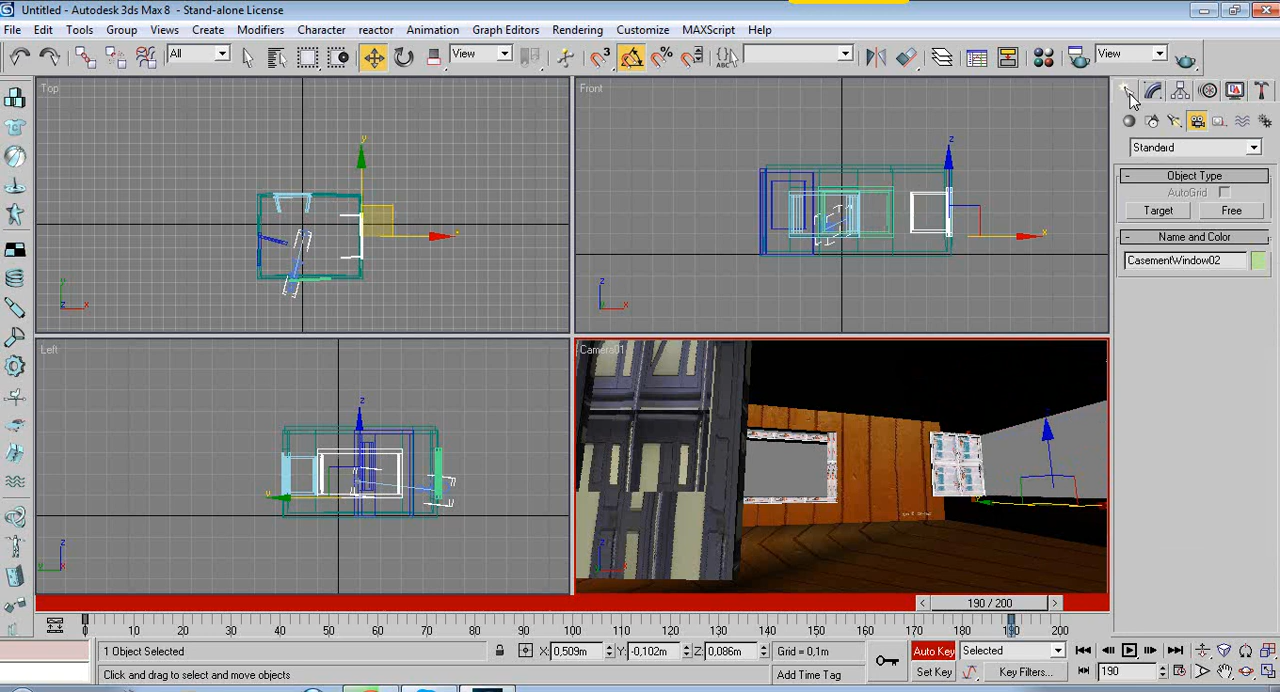 Untitled - Autodesk 3ds Max 8 - Stand-alone License
File Edit Tools Group Views Create Modifiers Character reactor Animation Graph Editors Rendering Customize MAXScript Help
All View View
Top Front
Standard
- Object Type
AutoGrid
Target Free
- Name and Color
CasementWindow02
z y x
Left Camera01
< 190 / 200 >
0 10 20 30 40 50 60 70 80 90 100 110 120 130 140 150 160 170 180 190 200
1 Object Selected X: 0,509m Y: -0,102m Z: 0,086m Grid = 0,1m Auto Key Selected
Click and drag to select and move objects Add Time Tag Set Key Key Filters... 190